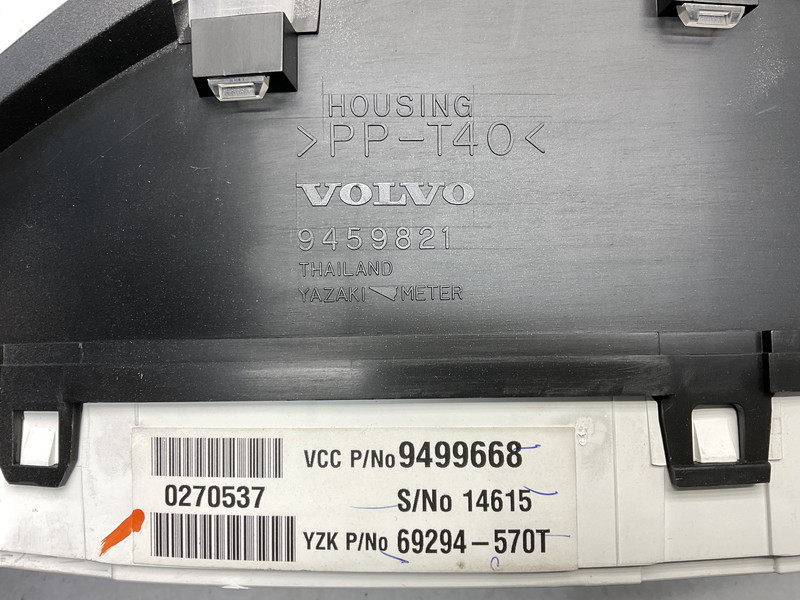 HOUSING
>PP-T40<
VOLVO
9459821
THAILAND
YAZAKI METER
VCC P/No 9499668
0270537 S/No 14615
YZK P/No 69294-570T